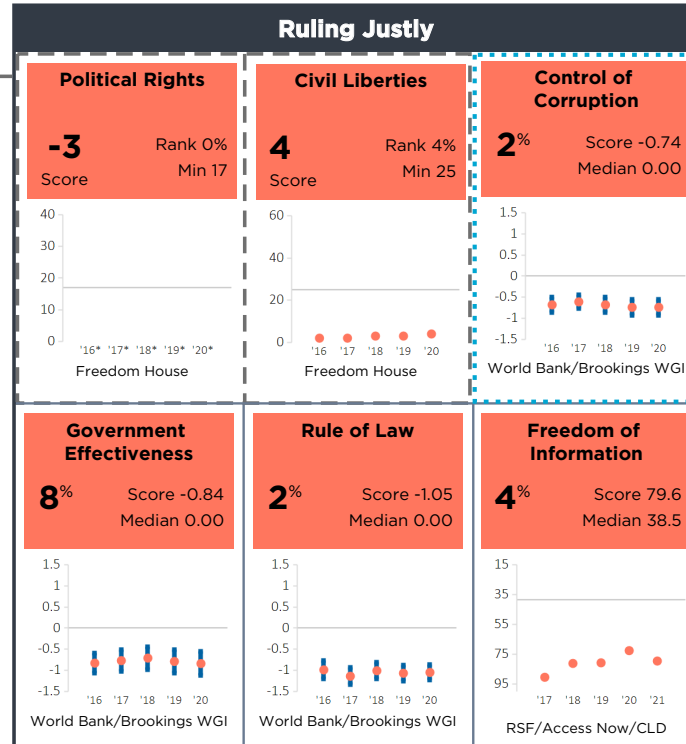 Ruling Justly
Political Rights
-3
Score
Rank 0%
Min 17
40
30
20
10
0
'16* '17* '18* '19* '20*
Freedom House
Civil Liberties
4
Score
Rank 4%
Min 25
60
40
20
0
'16 '17 '18 '19 '20
Freedom House
Control of
Corruption
2%
Score -0.74
Median 0.00
1.5
1
0.5
0
-0.5
-1
-1.5
'16 '17 '18 '19 '20
World Bank/Brookings WGI
Government
Effectiveness
8%
Score -0.84
Median 0.00
1.5
1
0.5
0
-0.5
-1
-1.5
'16 '17 '18 '19 '20
World Bank/Brookings WGI
Rule of Law
2%
Score -1.05
Median 0.00
1.5
1
0.5
0
-0.5
-1
-1.5
'16 '17 '18 '19 '20
World Bank/Brookings WGI
Freedom of
Information
4%
Score 79.6
Median 38.5
15
35
55
75
95
'17 '18 '19 '20 '21
RSF/Access Now/CLD